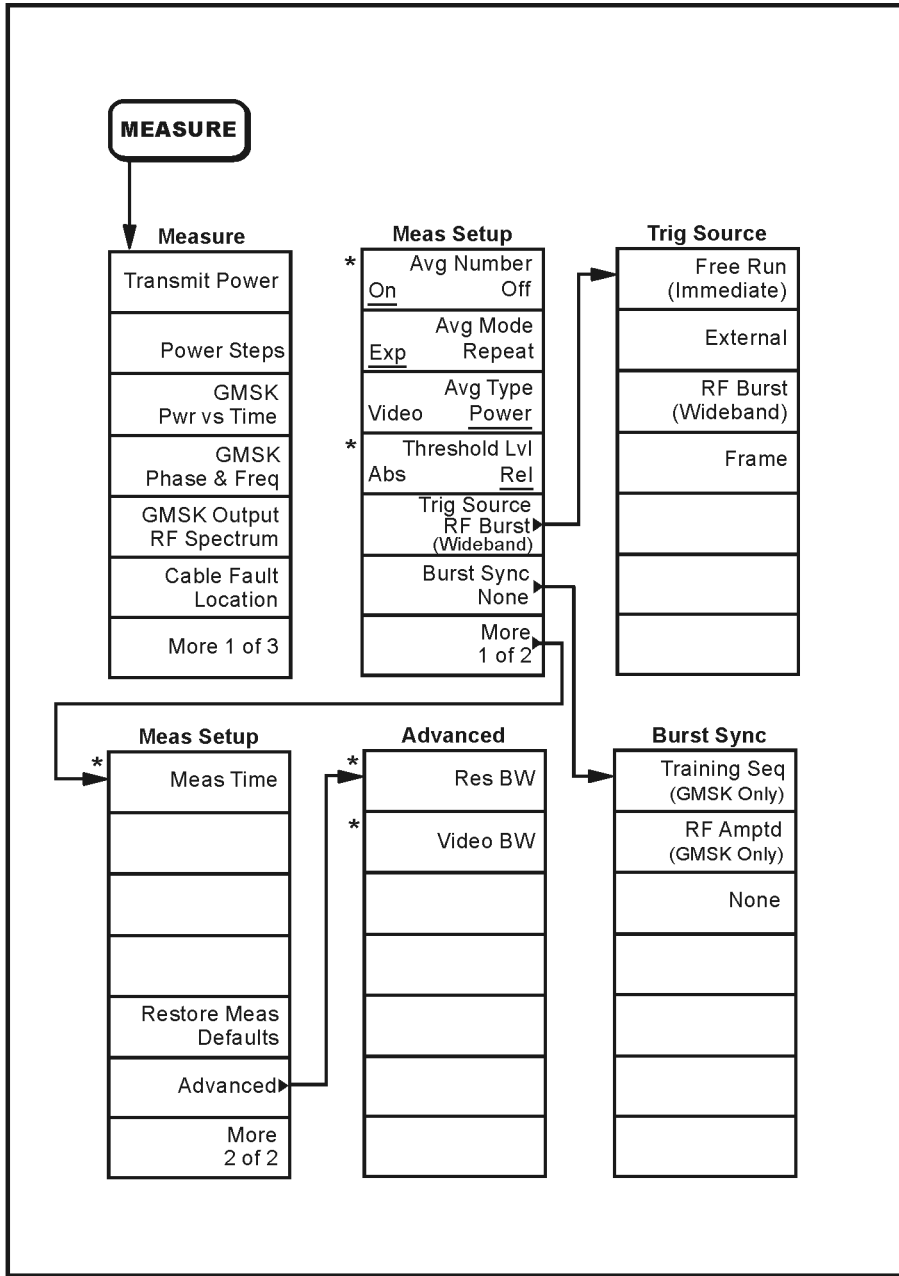 MEASURE
Measure
Transmit Power
Power Steps
GMSK
Pwr vs Time
GMSK
Phase & Freq
GMSK Output
RF Spectrum
Cable Fault
Location
More 1 of 3
Meas Setup
* Avg Number
On Off
Avg Mode
Exp Repeat
Avg Type
Video Power
* Threshold Lvl
Abs Rel
Trig Source
RF Burst
(Wideband)
Burst Sync
None
More
1 of 2
Trig Source
Free Run
(Immediate)
External
RF Burst
(Wideband)
Frame
Meas Setup
* Meas Time
Restore Meas
Defaults
Advanced
More
2 of 2
Advanced
* Res BW
* Video BW
Burst Sync
Training Seq
(GMSK Only)
RF Amptd
(GMSK Only)
None